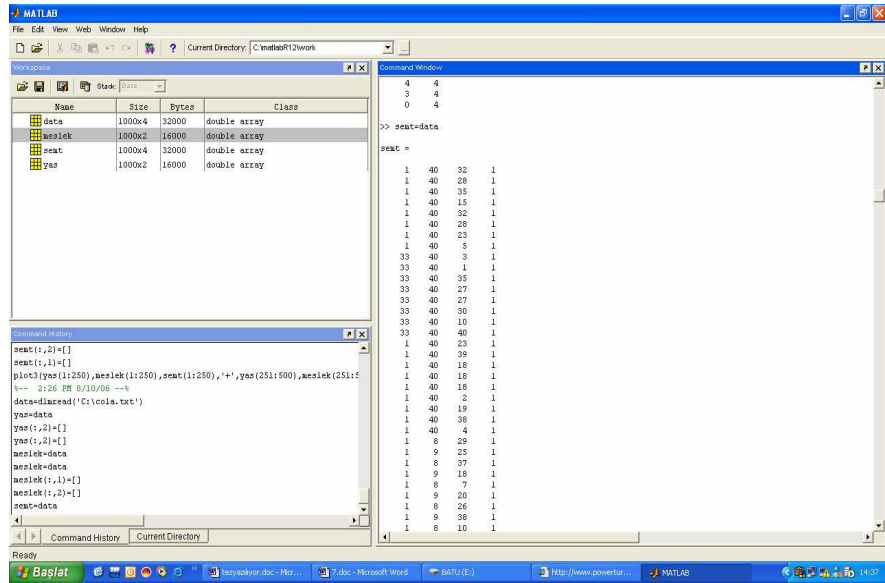 MATLAB
File Edit View Web Window Help
Current Directory: C:\matlabR12\work
Workspace
Stack: Base
Name Size Bytes Class
data 1000x4 32000 double array
meslek 1000x2 16000 double array
semt 1000x4 32000 double array
yas 1000x2 16000 double array
Command History
semt(:,2)=[]
semt(:,1)=[]
plot3(yas(1:250),meslek(1:250),semt(1:250),'+',yas(251:500),meslek(251:5
%-- 2:26 PM 8/10/06 --%
data=dlmread('C:\cola.txt')
yas=data
yas(:,2)=[]
yas(:,2)=[]
meslek=data
meslek=data
meslek(:,1)=[]
meslek(:,2)=[]
semt=data
Command History Current Directory
Command Window
4 4
3 4
0 4
>> semt=data
semt =
1 40 32 1
1 40 28 1
1 40 35 1
1 40 15 1
1 40 32 1
1 40 28 1
1 40 23 1
1 40 5 1
33 40 3 1
33 40 1 1
33 40 35 1
33 40 27 1
33 40 27 1
33 40 30 1
33 40 10 1
33 40 40 1
1 40 23 1
1 40 39 1
1 40 18 1
1 40 18 1
1 40 18 1
1 40 2 1
1 40 19 1
1 40 38 1
1 40 4 1
1 8 29 1
1 9 25 1
1 8 37 1
1 9 18 1
1 8 7 1
1 9 20 1
1 8 26 1
1 9 38 1
1 8 10 1
Ready
Başlat
tezyazılıyor.doc - Micr...
7.doc - Microsoft Word
BATU (E:)
http://www.powertur...
MATLAB
14:37